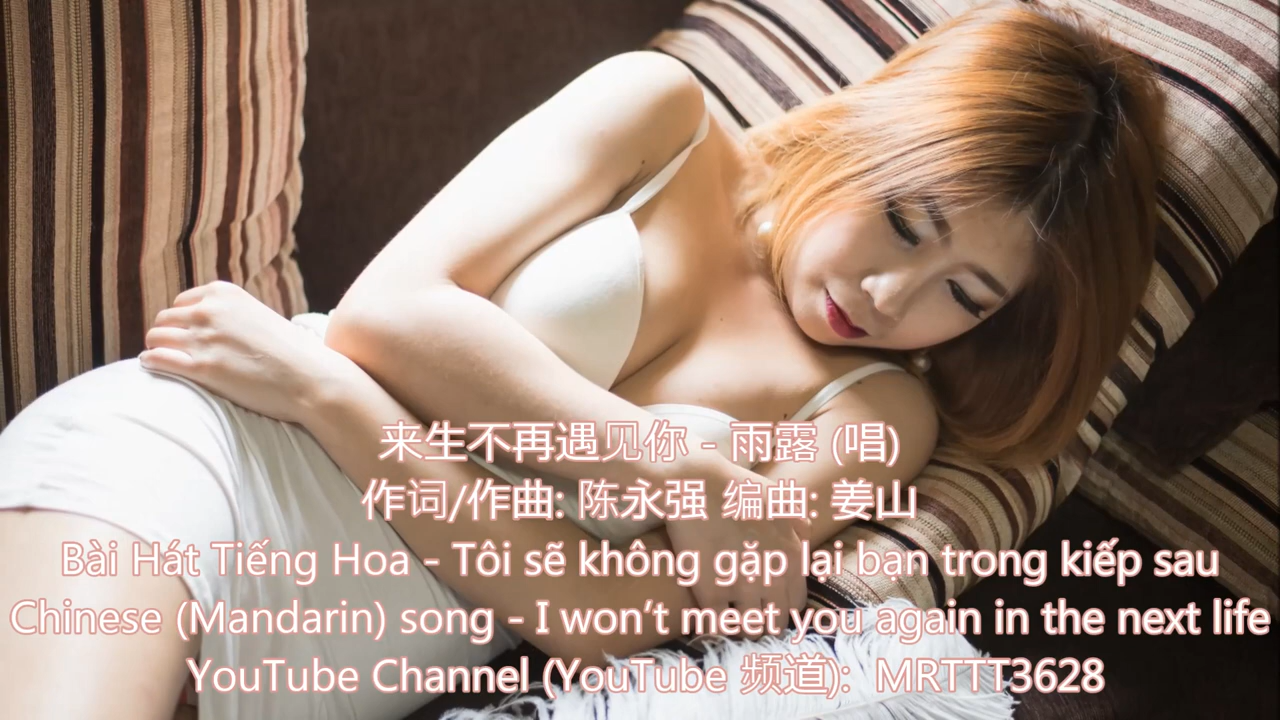 来生不再遇见你 - 雨露 (唱)
作词/作曲: 陈永强 编曲: 姜山
Bài Hát Tiếng Hoa - Tôi sẽ không gặp lại bạn trong kiếp sau
Chinese (Mandarin) song - I won’t meet you again in the next life
YouTube Channel (YouTube 频道):  MRTTT3628